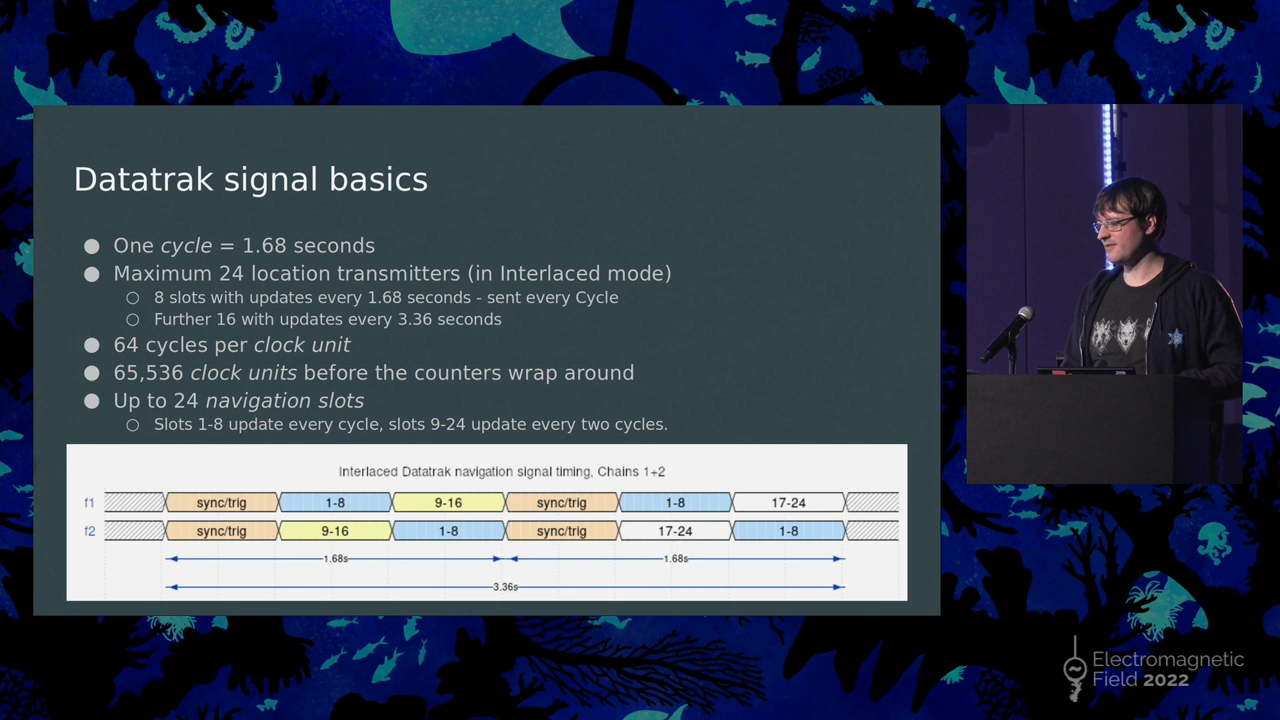 Datatrak signal basics
● One cycle = 1.68 seconds
● Maximum 24 location transmitters (in Interlaced mode)
○ 8 slots with updates every 1.68 seconds - sent every Cycle
○ Further 16 with updates every 3.36 seconds
● 64 cycles per clock unit
● 65,536 clock units before the counters wrap around
● Up to 24 navigation slots
○ Slots 1-8 update every cycle, slots 9-24 update every two cycles.
Interlaced Datatrak navigation signal timing, Chains 1+2
f1 sync/trig 1-8 9-16 sync/trig 1-8 17-24
f2 sync/trig 9-16 1-8 sync/trig 17-24 1-8
1.68s 1.68s
3.36s
Electromagnetic
Field 2022